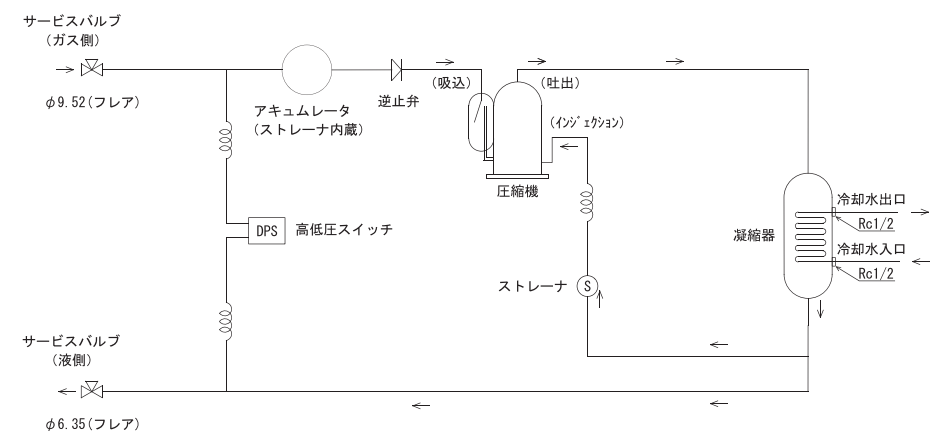 サービスバルブ
(ガス側)
φ9.52(フレア)
アキュムレータ
(ストレーナ内蔵)
逆止弁
(吸込)
(吐出)
(インジェクション)
圧縮機
DPS
高低圧スイッチ
ストレーナ
S
凝縮器
冷却水出口
Rc1/2
冷却水入口
Rc1/2
サービスバルブ
(液側)
φ6.35(フレア)